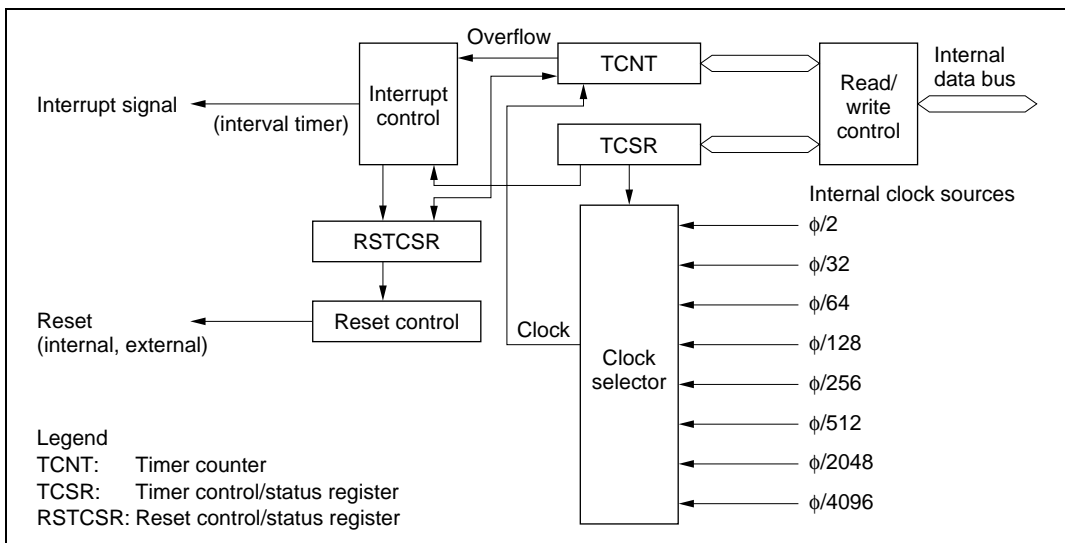 Overflow
TCNT
Internal
data bus
Read/
write
control
Interrupt signal
(interval timer)
Interrupt
control
TCSR
Internal clock sources
RSTCSR
ϕ/2
ϕ/32
ϕ/64
Reset
(internal, external)
Reset control
Clock
ϕ/128
Clock
selector
ϕ/256
ϕ/512
ϕ/2048
ϕ/4096
Legend
TCNT: Timer counter
TCSR: Timer control/status register
RSTCSR: Reset control/status register